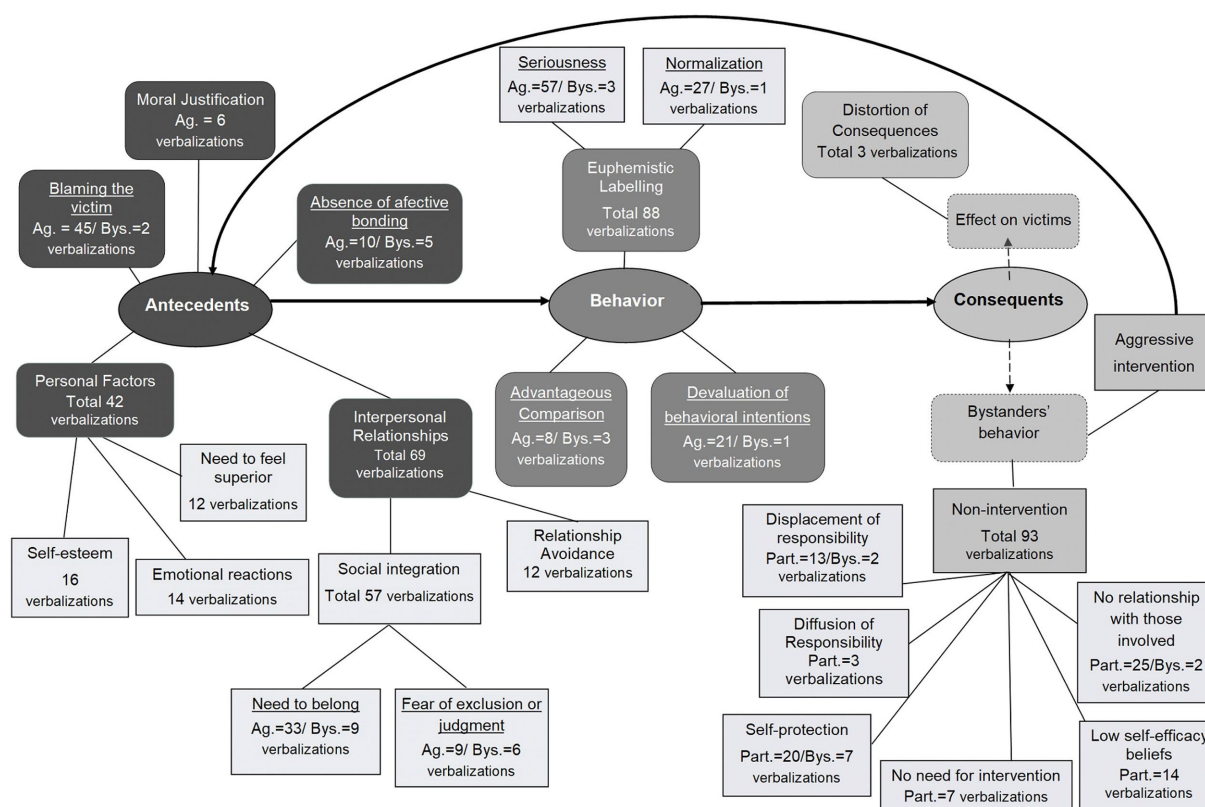 Seriousness
Ag.=57/ Bys.=3
verbalizations
Normalization
Ag.=27/ Bys.=1
verbalizations
Moral Justification
Ag. = 6
verbalizations
Distortion of
Consequences
Total 3 verbalizations
Blaming the
victim
Ag. = 45/ Bys.=2
verbalizations
Absence of afective
bonding
Ag.=10/ Bys.=5
verbalizations
Euphemistic
Labelling
Total 88
verbalizations
Effect on victims
Antecedents
Behavior
Consequents
Aggressive
intervention
Personal Factors
Total 42
verbalizations
Interpersonal
Relationships
Total 69
verbalizations
Advantageous
Comparison
Ag.=8/ Bys.=3
verbalizations
Devaluation of
behavioral intentions
Ag.=21/ Bys.=1
verbalizations
Bystanders’
behavior
Need to feel
superior
12 verbalizations
Non-intervention
Total 93
verbalizations
Self-esteem
16
verbalizations
Emotional reactions
14 verbalizations
Social integration
Total 57 verbalizations
Relationship
Avoidance
12 verbalizations
Displacement of
responsibility
Part.=13/Bys.=2
verbalizations
Diffusion of
Responsibility
Part.=3
verbalizations
No relationship
with those
involved
Part.=25/Bys.=2
verbalizations
Need to belong
Ag.=33/ Bys.=9
verbalizations
Fear of exclusion or
judgment
Ag.=9/ Bys.=6
verbalizations
Self-protection
Part.=20/Bys.=7
verbalizations
No need for intervention
Part.=7 verbalizations
Low self-efficacy
beliefs
Part.=14
verbalizations